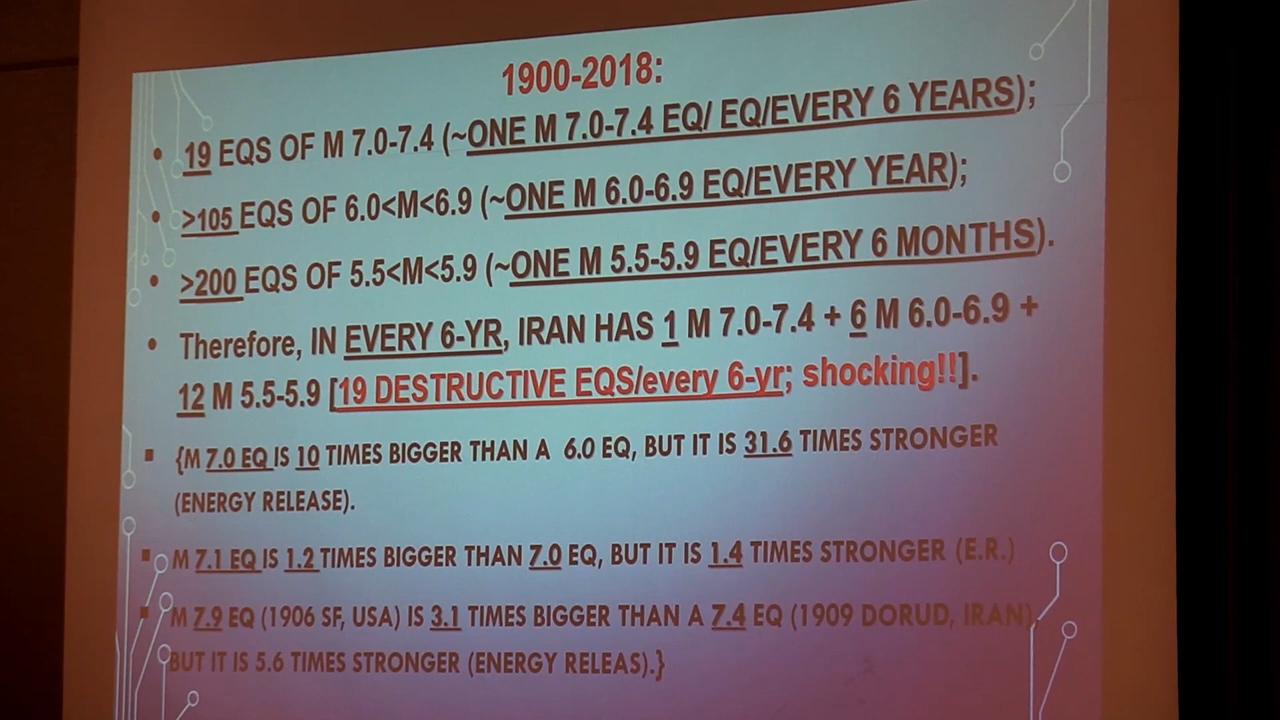 1900-2018:
• 19 EQS OF M 7.0-7.4 (~ONE M 7.0-7.4 EQ/ EQ/EVERY 6 YEARS);
• >105 EQS OF 6.0<M<6.9 (~ONE M 6.0-6.9 EQ/EVERY YEAR);
• >200 EQS OF 5.5<M<5.9 (~ONE M 5.5-5.9 EQ/EVERY 6 MONTHS).
• Therefore, IN EVERY 6-YR, IRAN HAS 1 M 7.0-7.4 + 6 M 6.0-6.9 +
12 M 5.5-5.9 [19 DESTRUCTIVE EQS/every 6-yr; shocking!!].
▪ {M 7.0 EQ IS 10 TIMES BIGGER THAN A 6.0 EQ, BUT IT IS 31.6 TIMES STRONGER
(ENERGY RELEASE).
▪ M 7.1 EQ IS 1.2 TIMES BIGGER THAN 7.0 EQ, BUT IT IS 1.4 TIMES STRONGER (E.R.)
▪ M 7.9 EQ (1906 SF, USA) IS 3.1 TIMES BIGGER THAN A 7.4 EQ (1909 DORUD, IRAN),
BUT IT IS 5.6 TIMES STRONGER (ENERGY RELEAS).}